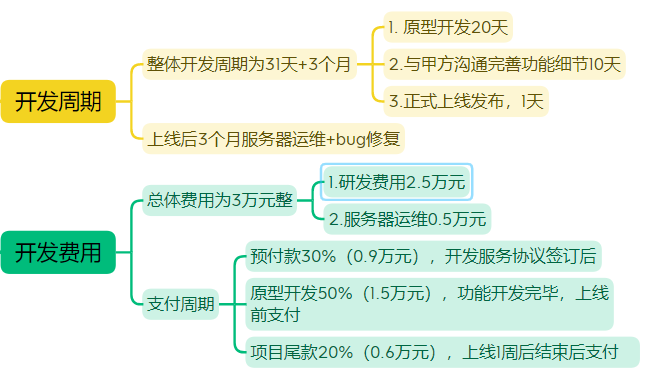 开发周期
整体开发周期为31天+3个月
1. 原型开发20天
2.与甲方沟通完善功能细节10天
3.正式上线发布，1天
上线后3个月服务器运维+bug修复
开发费用
总体费用为3万元整
1.研发费用2.5万元
2.服务器运维0.5万元
支付周期
预付款30%（0.9万元），开发服务协议签订后
原型开发50%（1.5万元），功能开发完毕，上线
前支付
项目尾款20%（0.6万元），上线1周后结束后支付